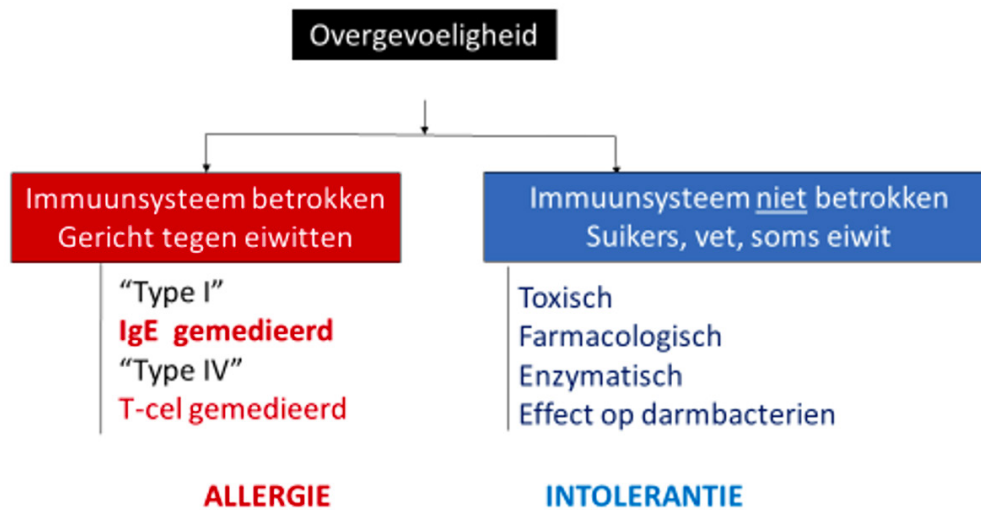 Overgevoeligheid
Immuunsysteem betrokken
Gericht tegen eiwitten
“Type I”
IgE gemedieerd
“Type IV”
T-cel gemedieerd
ALLERGIE
Immuunsysteem niet betrokken
Suikers, vet, soms eiwit
Toxisch
Farmacologisch
Enzymatisch
Effect op darmbacterien
INTOLERANTIE